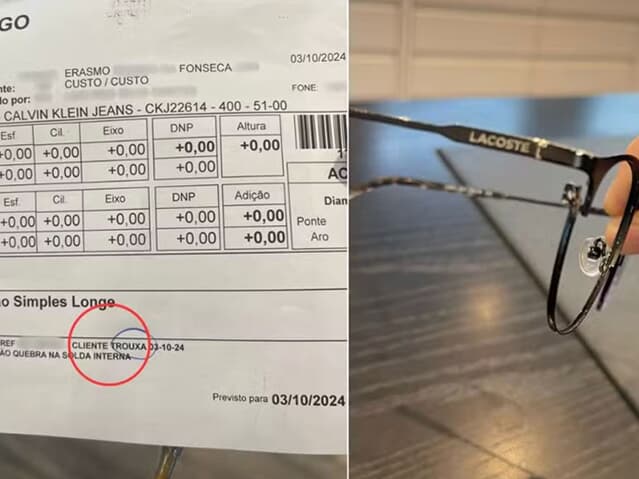 GO
03/10/2024
ERASMO FONSECA
nte: CUSTO / CUSTO FONE:
do por:
CALVIN KLEIN JEANS - CKJ22614 - 400 - 51-00
Esf Cil. Eixo DNP Altura
+0,00 +0,00 +0,00 +0,00 +0,00
+0,00 +0,00 +0,00 +0,00
Esf. Cil. Eixo DNP Adição
+0,00 +0,00 +0,00 +0,00 +0,00
+0,00 +0,00 +0,00 +0,00 +0,00
Ponte
Aro
o Simples Longe
REF CLIENTE TROUXA 03-10-24
ÃO QUEBRA NA SOLDA INTERNA
Previsto para 03/10/2024
LACOSTE